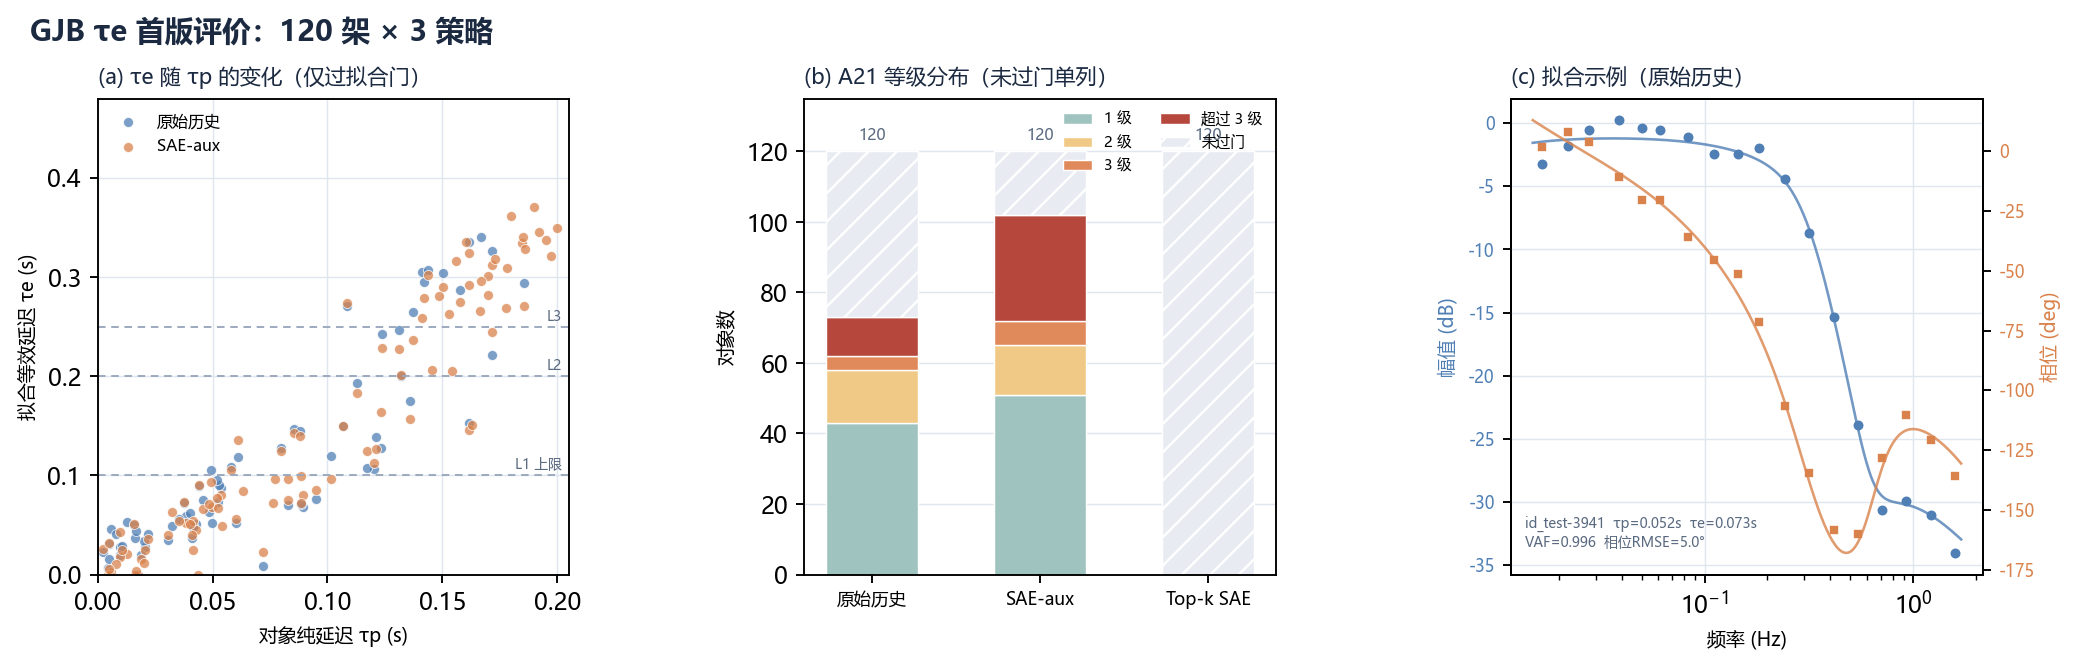 GJB τe 首版评价：120 架 × 3 策略
(a) τe 随 τp 的变化（仅过拟合门）
原始历史
SAE-aux
L3
L2
L1 上限
0.4
0.3
0.2
0.1
0.0
0.00 0.05 0.10 0.15 0.20
拟合等效延迟 τe (s)
对象纯延迟 τp (s)
(b) A21 等级分布（未过门单列）
1 级
2 级
3 级
超过 3 级
未过门
120 120 120
120
100
80
60
40
20
0
对象数
原始历史 SAE-aux Top-k SAE
(c) 拟合示例（原始历史）
0
-5
-10
-15
-20
-25
-30
-35
幅值 (dB)
0
-25
-50
-75
-100
-125
-150
-175
相位 (deg)
id_test-3941 τp=0.052s τe=0.073s
VAF=0.996 相位RMSE=5.0°
10⁻¹ 10⁰
频率 (Hz)